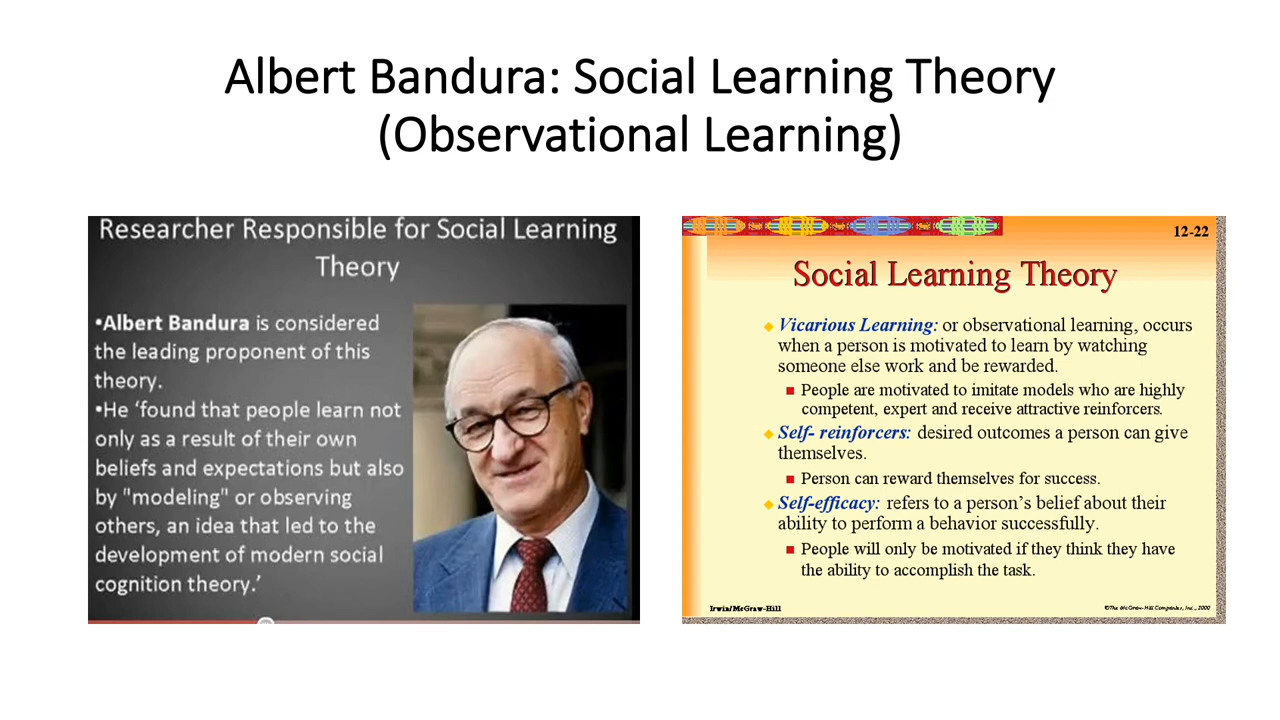 Albert Bandura: Social Learning Theory
(Observational Learning)
Researcher Responsible for Social Learning
Theory
•Albert Bandura is considered
the leading proponent of this
theory.
•He ‘found that people learn not
only as a result of their own
beliefs and expectations but also
by "modeling" or observing
others, an idea that led to the
development of modern social
cognition theory.’
12-22
Social Learning Theory
Vicarious Learning: or observational learning, occurs
when a person is motivated to learn by watching
someone else work and be rewarded.
People are motivated to imitate models who are highly
competent, expert and receive attractive reinforcers.
Self- reinforcers: desired outcomes a person can give
themselves.
Person can reward themselves for success.
Self-efficacy: refers to a person’s belief about their
ability to perform a behavior successfully.
People will only be motivated if they think they have
the ability to accomplish the task.
Irwin/McGraw-Hill
©The McGraw-Hill Companies, Inc., 2000